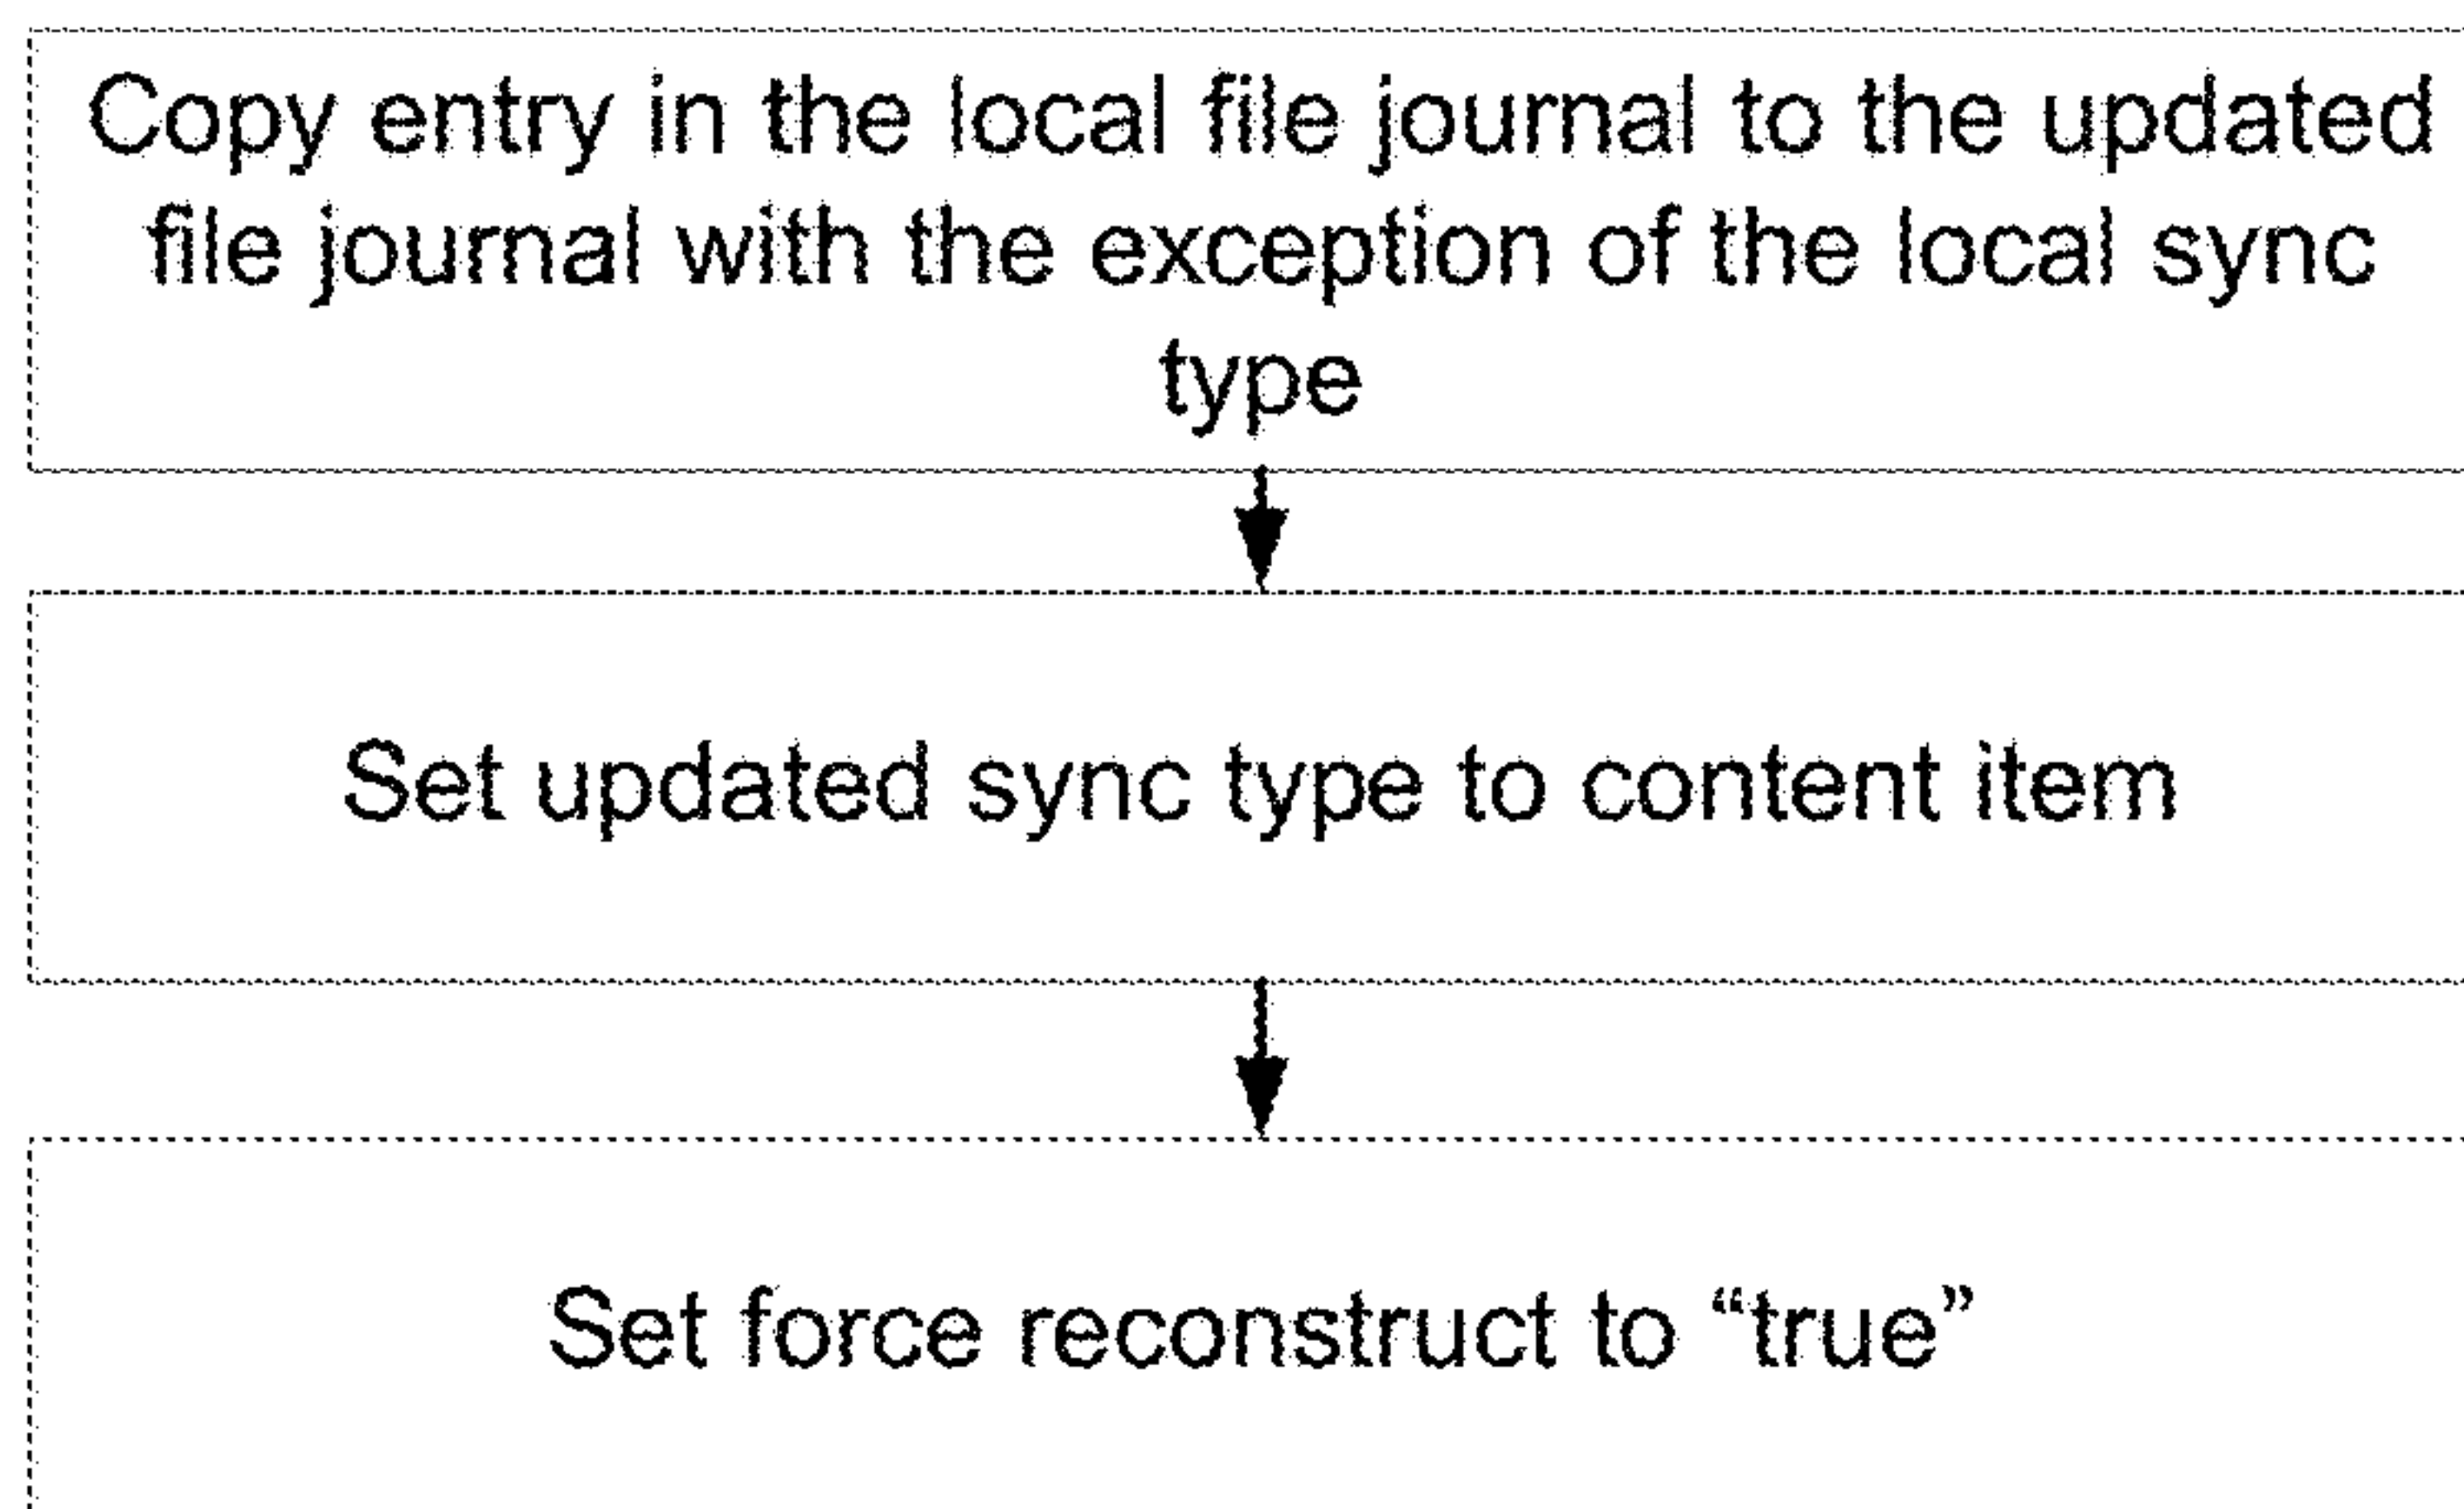 Copy entry in the local file journal to the updated
file journal with the exception of the local sync
type
Set updated sync type to content item
Set force reconstruct to “true”